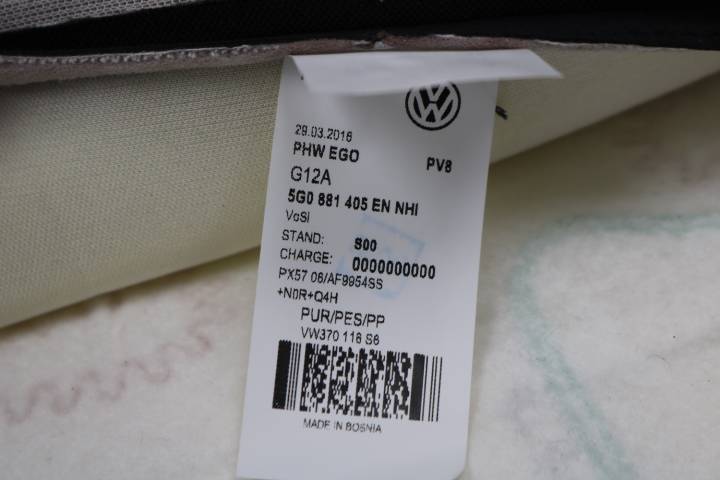 29.03.2016
PHW EGO PV8
G12A
5G0 881 405 EN NHI
VoSi
STAND: S00
CHARGE: 0000000000
PX57 06/AF9954SS
+N0R+Q4H
PUR/PES/PP
VW370 118 S6
MADE IN BOSNIA